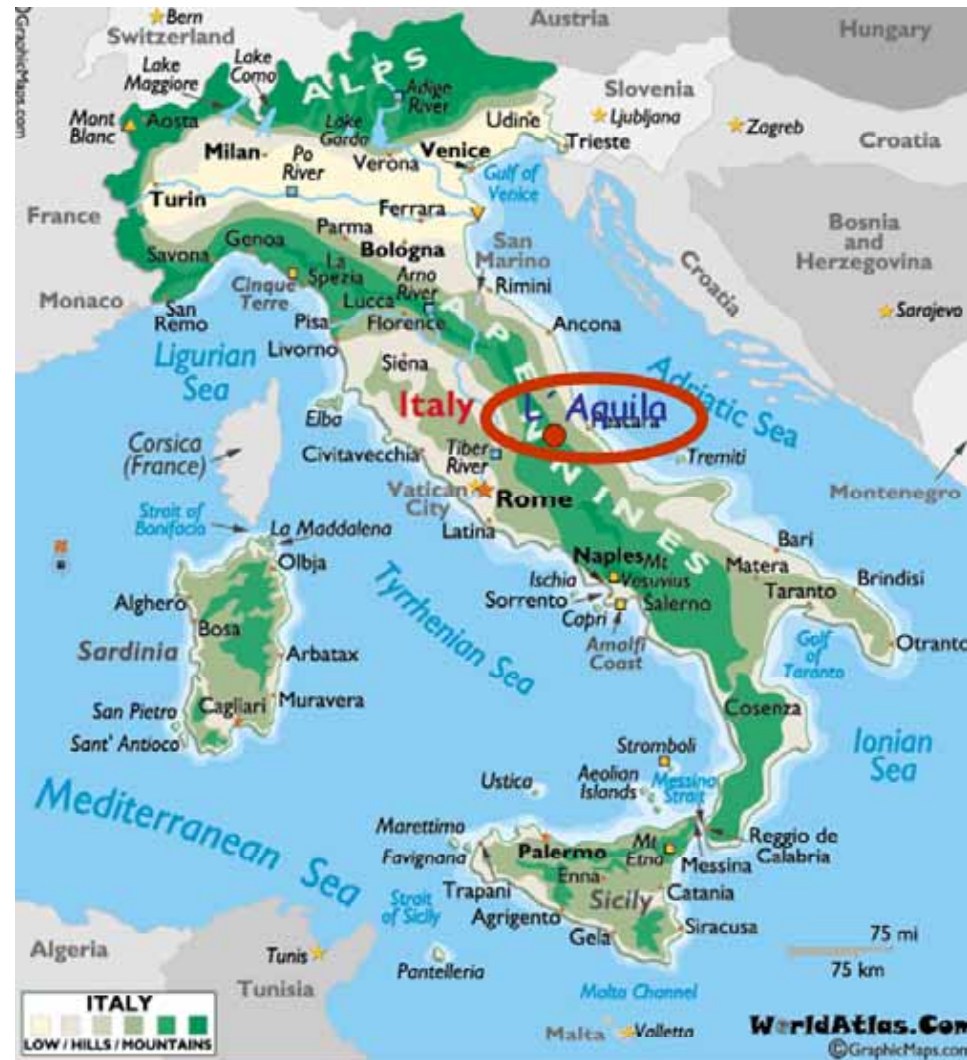 ©GraphicMaps.com
Bern
Switzerland
Austria
Hungary
Lake
Maggiore
Lake
Como
ALPS
Adige
River
Slovenia
Ljubljana
Zagreb
Croatia
Mont
Blanc
Aosta
Lake
Garda
Udine
Trieste
Milan
Po
River
Verona
Venice
Gulf of
Venice
France
Turin
Ferrara
Parma
Bologna
Bosnia
and
Herzegovina
Savona
Genoa
La
Spezia
Arno
River
San
Marino
Rimini
Croatia
Sarajevo
Monaco
San
Remo
Cinque
Terre
Lucca
Florence
Pisa
Livorno
Ancona
Ligurian
Sea
Siena
APENNINES
Adriatic Sea
Elba
Italy
L' Aquila
Corsica
(France)
Civitavecchia
Tiber
River
Tremiti
Vatican
City
Rome
Montenegro
Strait of
Bonifacio
La Maddalena
Latina
Olbja
Bari
Naples
Mt
Vesuvius
Matera
Brindisi
Ischia
Sorrento
Capri
Salerno
Taranto
Alghero
Bosa
Tyrrhenian Sea
Amalfi
Coast
Golf
of
Taranto
Otranto
Sardinia
Arbatax
Cagliari
Muravera
San Pietro
Sant' Antioco
Cosenza
Stromboli
Ionian
Sea
Ustica
Aeolian
Islands
Messina
Strait
Mediterranean Sea
Marettimo
Favignana
Palermo
Mt
Etna
Messina
Reggio de
Calabria
Trapani
Enna
Sicily
Catania
Strait
of Sicily
Agrigento
Gela
Siracusa
Algeria
Tunis
Tunisia
Pantelleria
75 mi
75 km
Malta Channel
Malta
Valletta
ITALY
LOW / HILLS / MOUNTAINS
WorldAtlas.Com
©GraphicMaps.com